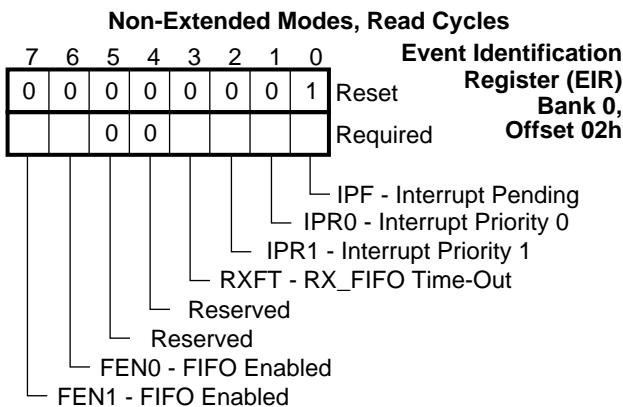 Non-Extended Modes, Read Cycles
7 6 5 4 3 2 1 0
Event Identification
Register (EIR)
Bank 0,
Offset 02h
0 0 0 0 0 0 0 1 Reset
0 0 Required
IPF - Interrupt Pending
IPR0 - Interrupt Priority 0
IPR1 - Interrupt Priority 1
RXFT - RX_FIFO Time-Out
Reserved
Reserved
FEN0 - FIFO Enabled
FEN1 - FIFO Enabled